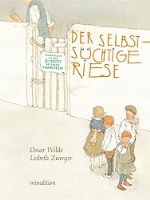 DER SELBST-
SÜCHTIGE
RIESE
Oscar Wilde
Lisbeth Zwerger
minedition